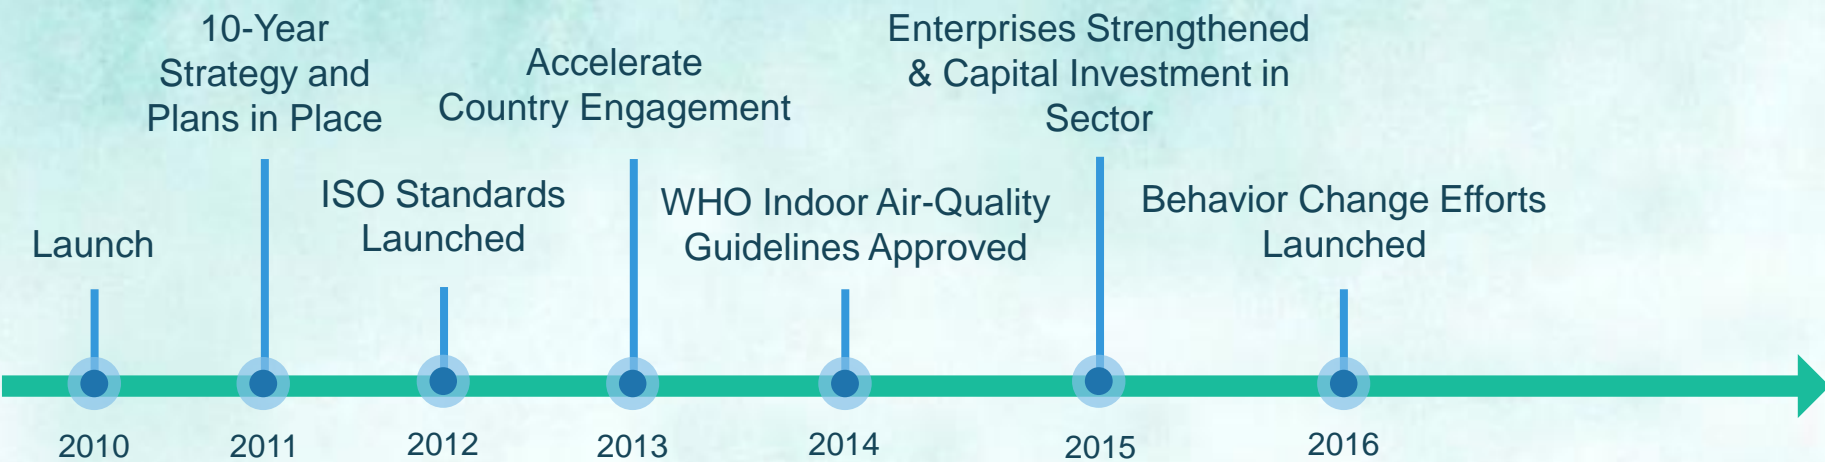 10-Year
Strategy and
Plans in Place
Accelerate
Country Engagement
Enterprises Strengthened
& Capital Investment in
Sector
Launch
ISO Standards
Launched
WHO Indoor Air-Quality
Guidelines Approved
Behavior Change Efforts
Launched
2010
2011
2012
2013
2014
2015
2016